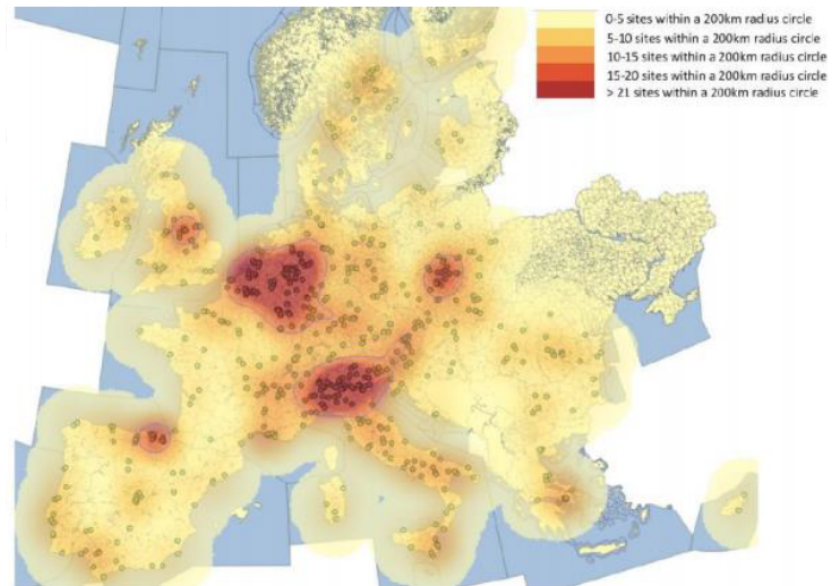 0-5 sites within a 200km radius circle
5-10 sites within a 200km radius circle
10-15 sites within a 200km radius circle
15-20 sites within a 200km radius circle
> 21 sites within a 200km radius circle